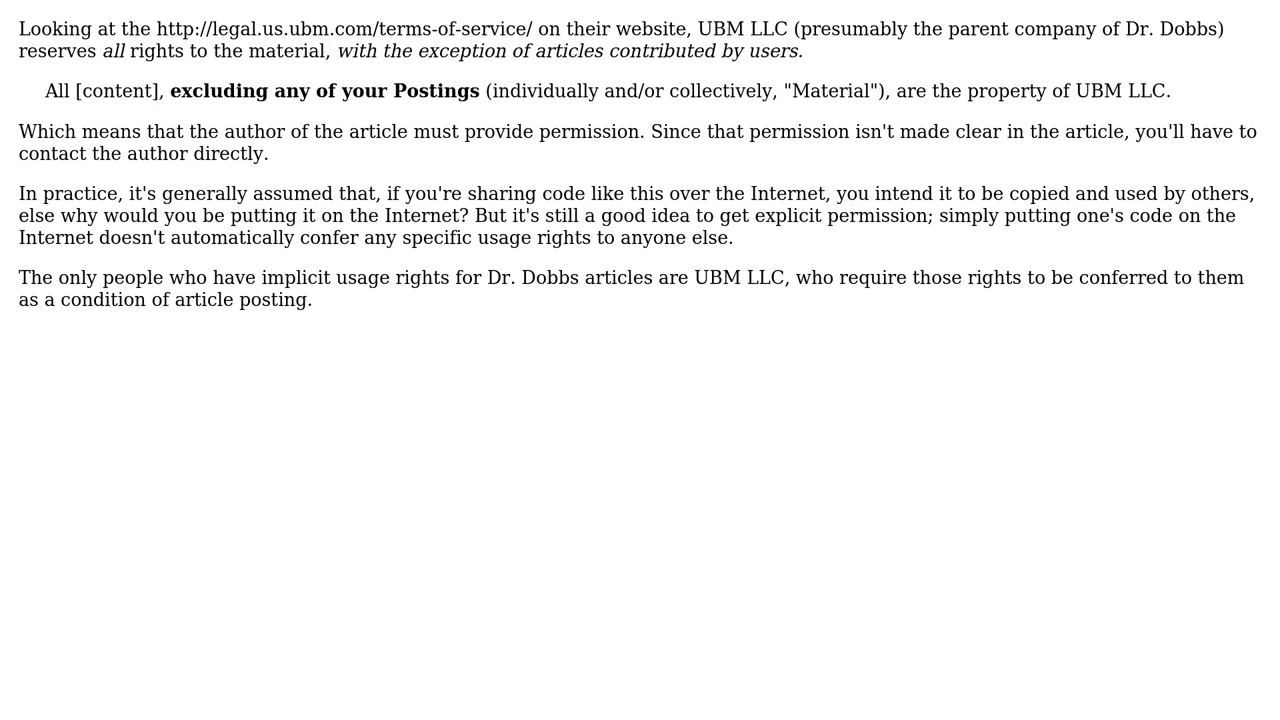 Looking at the http://legal.us.ubm.com/terms-of-service/ on their website, UBM LLC (presumably the parent company of Dr. Dobbs)
reserves all rights to the material, with the exception of articles contributed by users.
All [content], excluding any of your Postings (individually and/or collectively, "Material"), are the property of UBM LLC.
Which means that the author of the article must provide permission. Since that permission isn't made clear in the article, you'll have to
contact the author directly.
In practice, it's generally assumed that, if you're sharing code like this over the Internet, you intend it to be copied and used by others,
else why would you be putting it on the Internet? But it's still a good idea to get explicit permission; simply putting one's code on the
Internet doesn't automatically confer any specific usage rights to anyone else.
The only people who have implicit usage rights for Dr. Dobbs articles are UBM LLC, who require those rights to be conferred to them
as a condition of article posting.